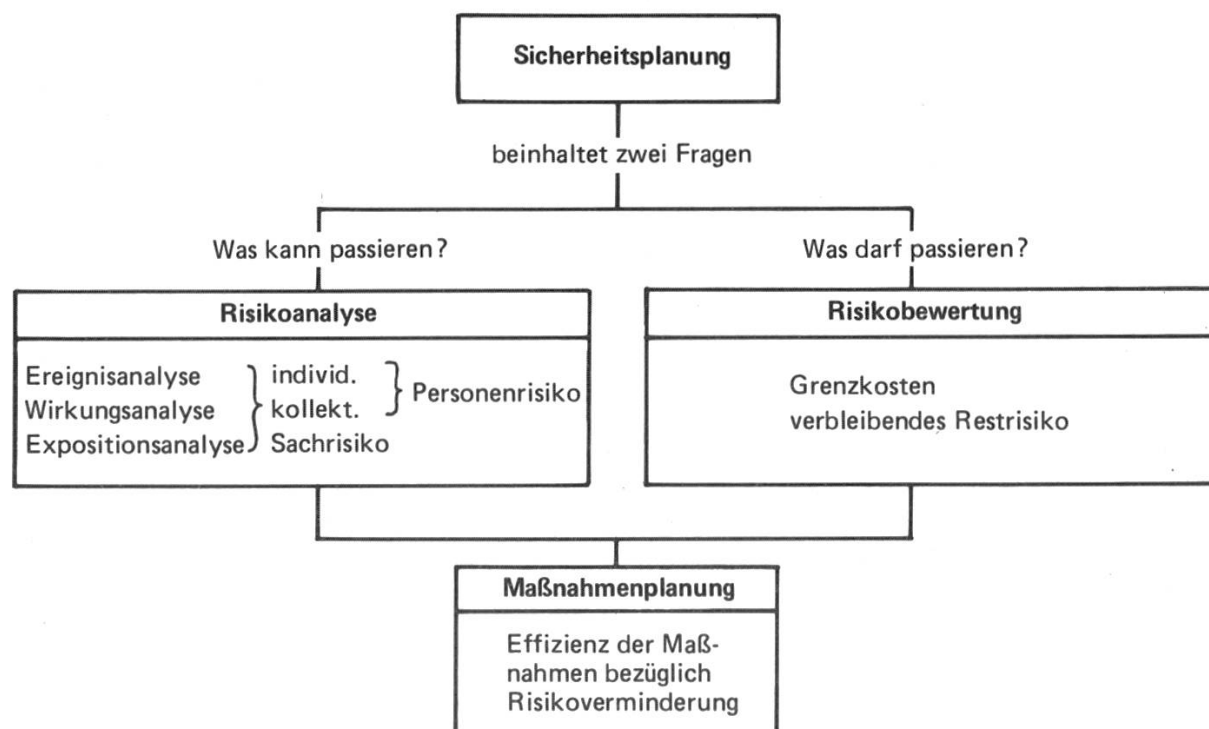 Sicherheitsplanung
beinhaltet zwei Fragen
Was kann passieren?
Was darf passieren?
Risikoanalyse
Ereignisanalyse
Wirkungsanalyse
Expositionsanalyse
individ.
kollekt.
Sachrisiko
Personenrisiko
Risikobewertung
Grenzkosten
verbleibendes Restrisiko
Maßnahmenplanung
Effizienz der Maß-
nahmen bezüglich
Risikoverminderung